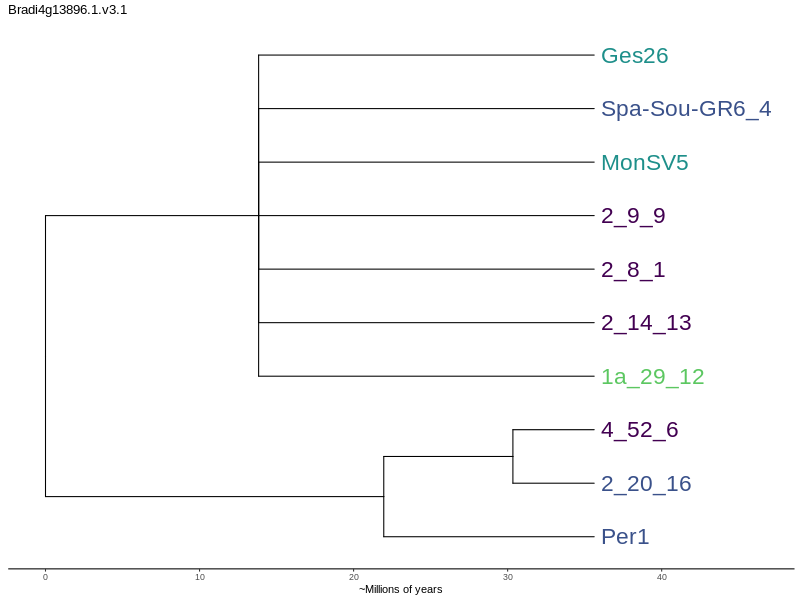 Bradi4g13896.1.v3.1
Ges26
Spa-Sou-GR6_4
MonSV5
2_9_9
2_8_1
2_14_13
1a_29_12
4_52_6
2_20_16
Per1
0 10 20 30 40
~Millions of years